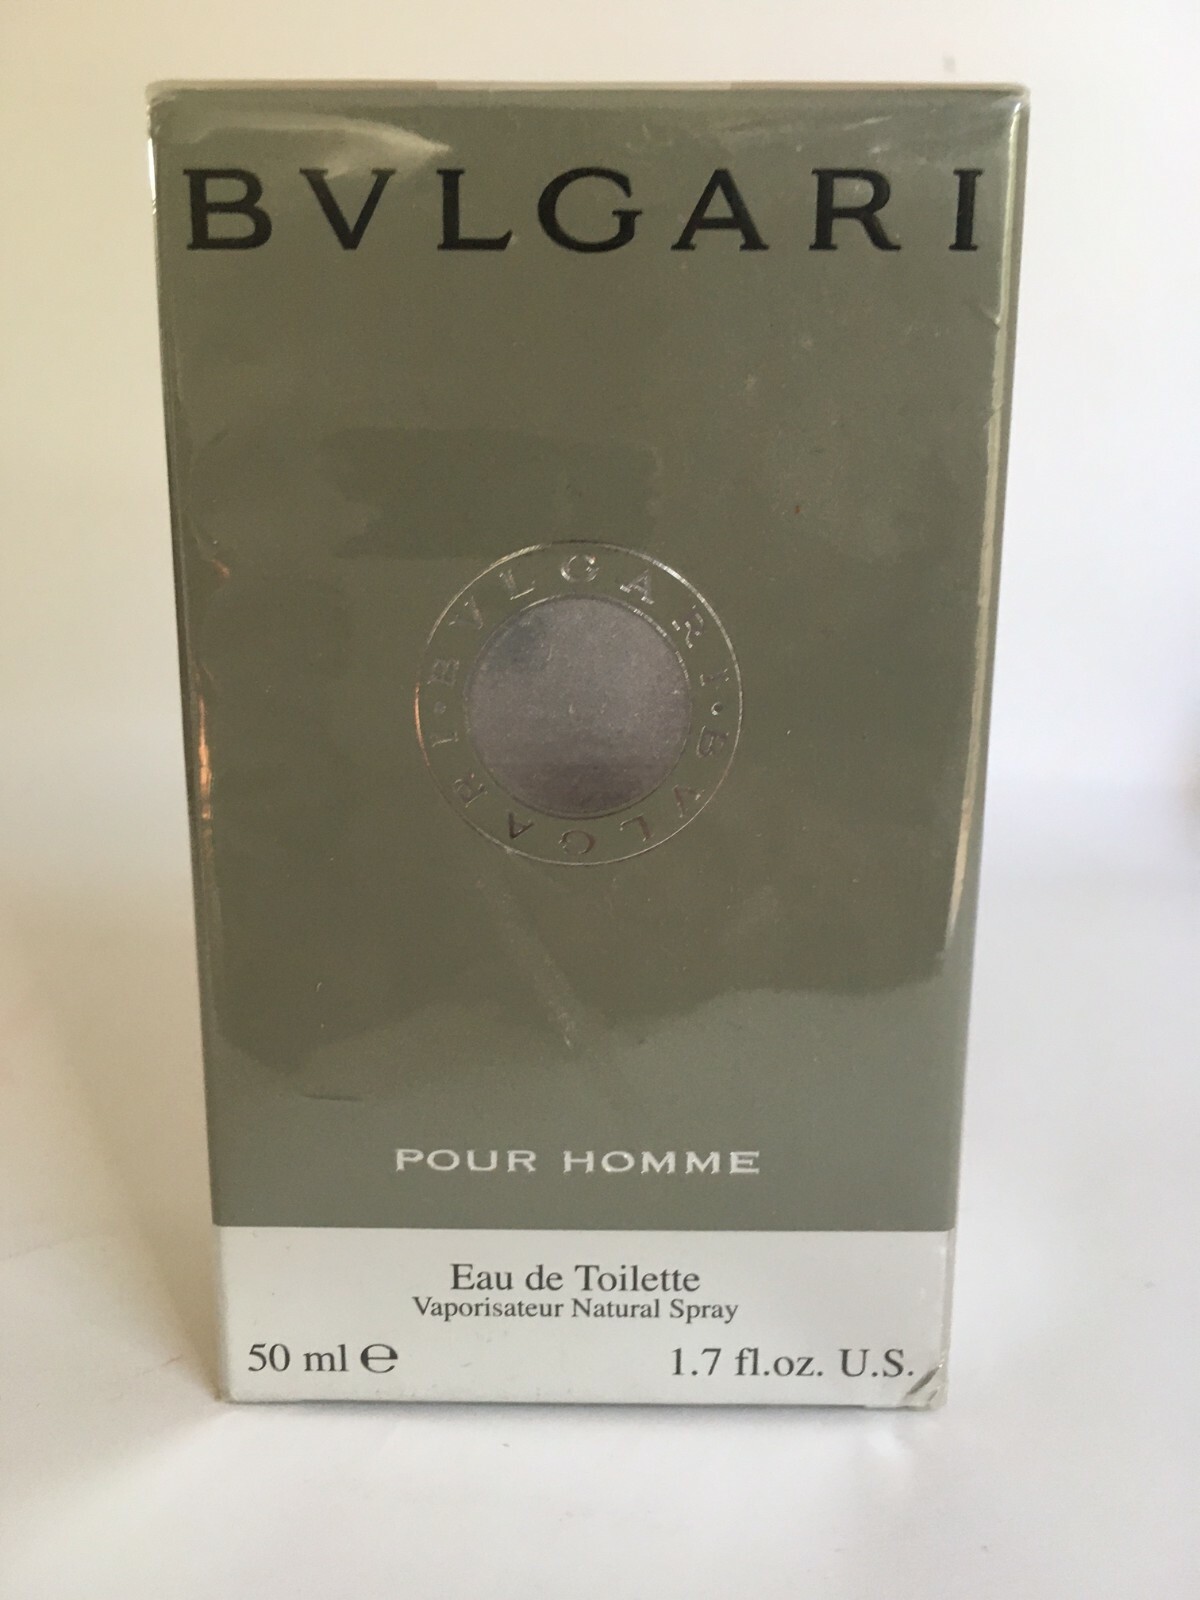 BVLGARI
BVLGARI • BVLGARI •
POUR HOMME
Eau de Toilette
Vaporisateur Natural Spray
50 ml ℮
1.7 fl.oz. U.S.